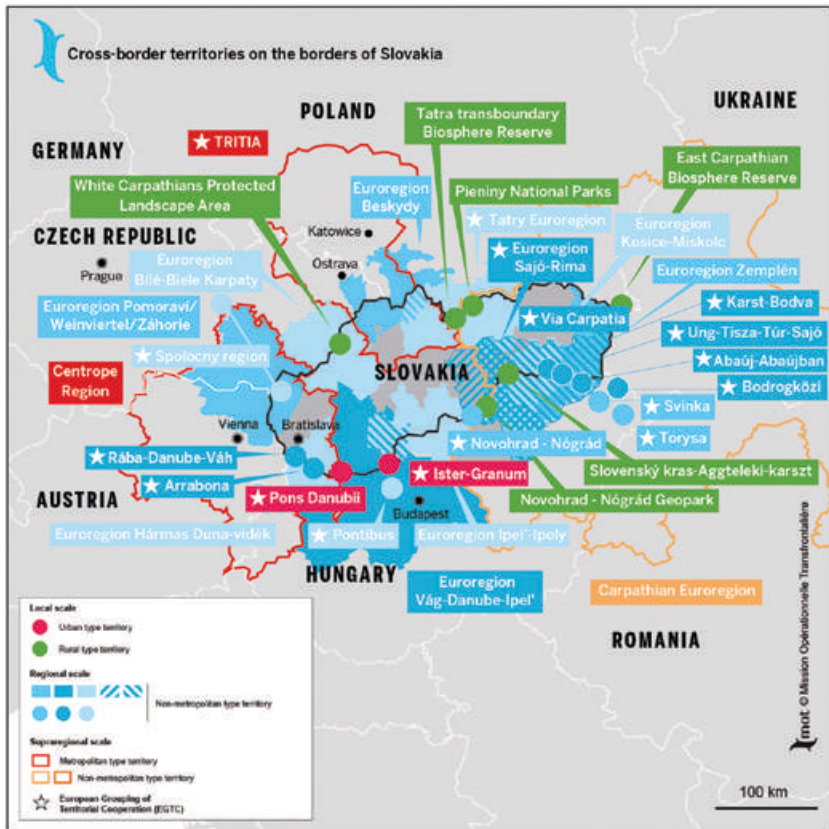 Cross-border territories on the borders of Slovakia
POLAND
UKRAINE
GERMANY
TRITIA
Tatra transboundary
Biosphere Reserve
East Carpathian
Biosphere Reserve
White Carpathians Protected
Landscape Area
Euroregion
Beskydy
Pieniny National Parks
Tatry Euroregion
Euroregion
Kosice-Miskolc
CZECH REPUBLIC
Katowice
Prague
Ostrava
Euroregion
Bílé-Biele Karpaty
Euroregion
Sajó-Rima
Euroregion Zemplén
Euroregion Pomoraví/
Weinviertel/Záhorie
Via Carpatia
Karst-Bodva
Ung-Tisza-Túr-Sajó
Spolocny region
SLOVAKIA
Abaúj-Abaújban
Centrope
Region
Bodrogközi
Vienna
Bratislava
Svinka
Torysa
Rába-Danube-Váh
Novohrad - Nógrád
Ister-Granum
Slovenský kras-Aggteleki-karszt
Arrabona
Pons Danubii
Novohrad - Nógrád Geopark
AUSTRIA
Budapest
Euroregion Hármas Duna-vidék
Pontibus
Euroregion Ipel'-Ipoly
HUNGARY
Euroregion
Vág-Danube-Ipel'
Carpathian Euroregion
ROMANIA
Local scale
Urban type territory
Rural type territory
Regional scale
Non-metropolitan type territory
Supraregional scale
Metropolitan type territory
Non-metropolitan type territory
European Grouping of
Territorial Cooperation (EGTC)
mot © Mission Opérationnelle Transfrontalière
100 km